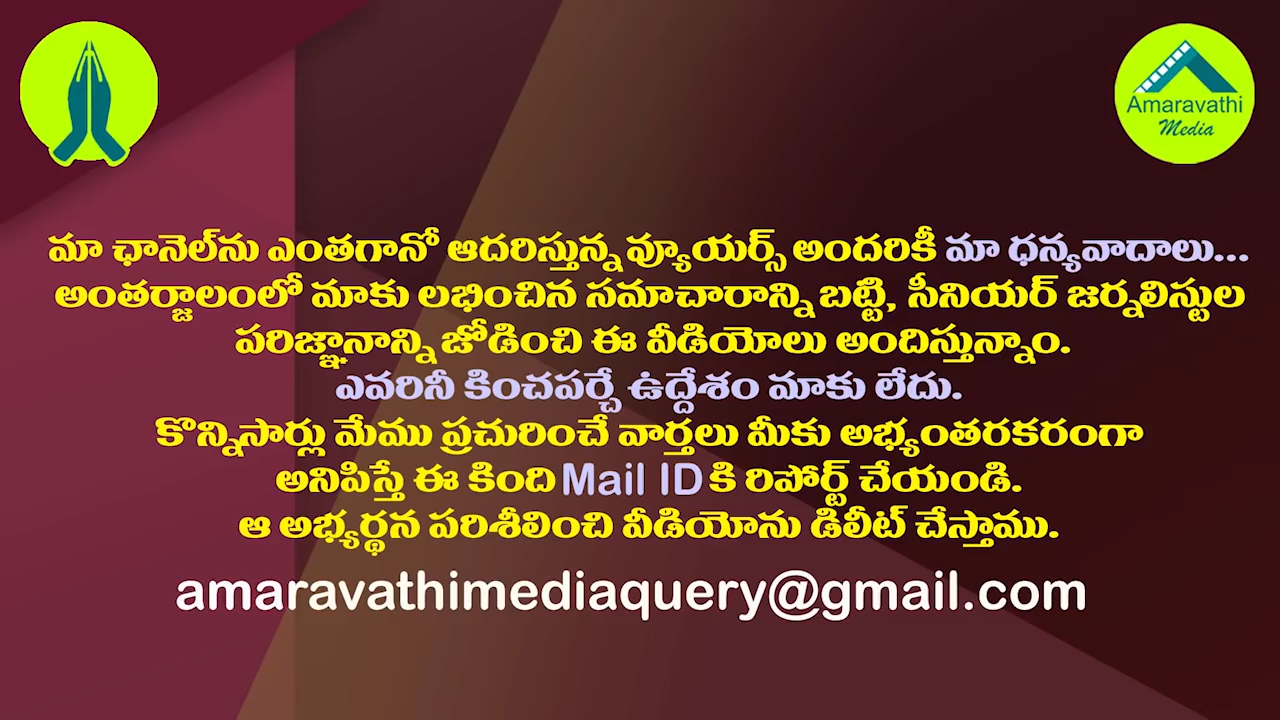 Amaravathi
Media
మా ఛానెల్‌ను ఎంతగానో ఆదరిస్తున్న వ్యూయర్స్ అందరికీ మా ధన్యవాదాలు...
అంతర్జాలంలో మాకు లభించిన సమాచారాన్ని బట్టి, సీనియర్ జర్నలిస్టుల
పరిజ్ఞానాన్ని జోడించి ఈ వీడియోలు అందిస్తున్నాం.
ఎవరినీ కించపర్చే ఉద్దేశం మాకు లేదు.
కొన్నిసార్లు మేము ప్రచురించే వార్తలు మీకు అభ్యంతరకరంగా
అనిపిస్తే ఈ కింది Mail ID కి రిపోర్ట్ చేయండి.
ఆ అభ్యర్థన పరిశీలించి వీడియోను డిలీట్ చేస్తాము.
amaravathimediaquery@gmail.com